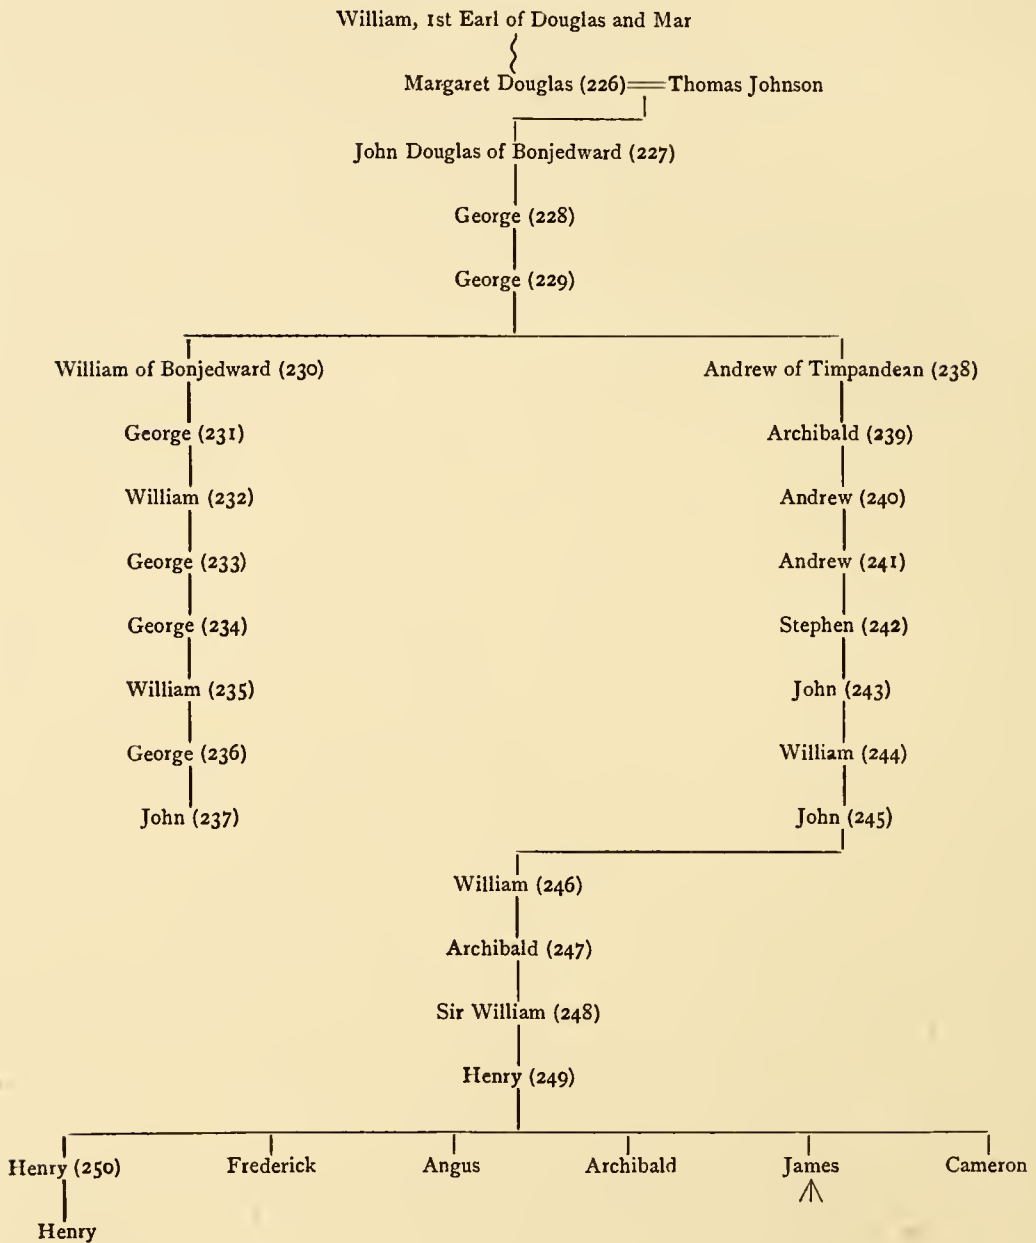 William, 1st Earl of Douglas and Mar
Margaret Douglas (226) Thomas Johnson
John Douglas of Bonjedward (227)
George (228)
George (229)
William of Bonjedward (230) Andrew of Timpandean (238)
George (231) Archibald (239)
William (232) Andrew (240)
George (233) Andrew (241)
George (234) Stephen (242)
William (235) John (243)
George (236) William (244)
John (237) John (245)
William (246)
Archibald (247)
Sir William (248)
Henry (249)
Henry (250) Frederick Angus Archibald James Cameron
Henry